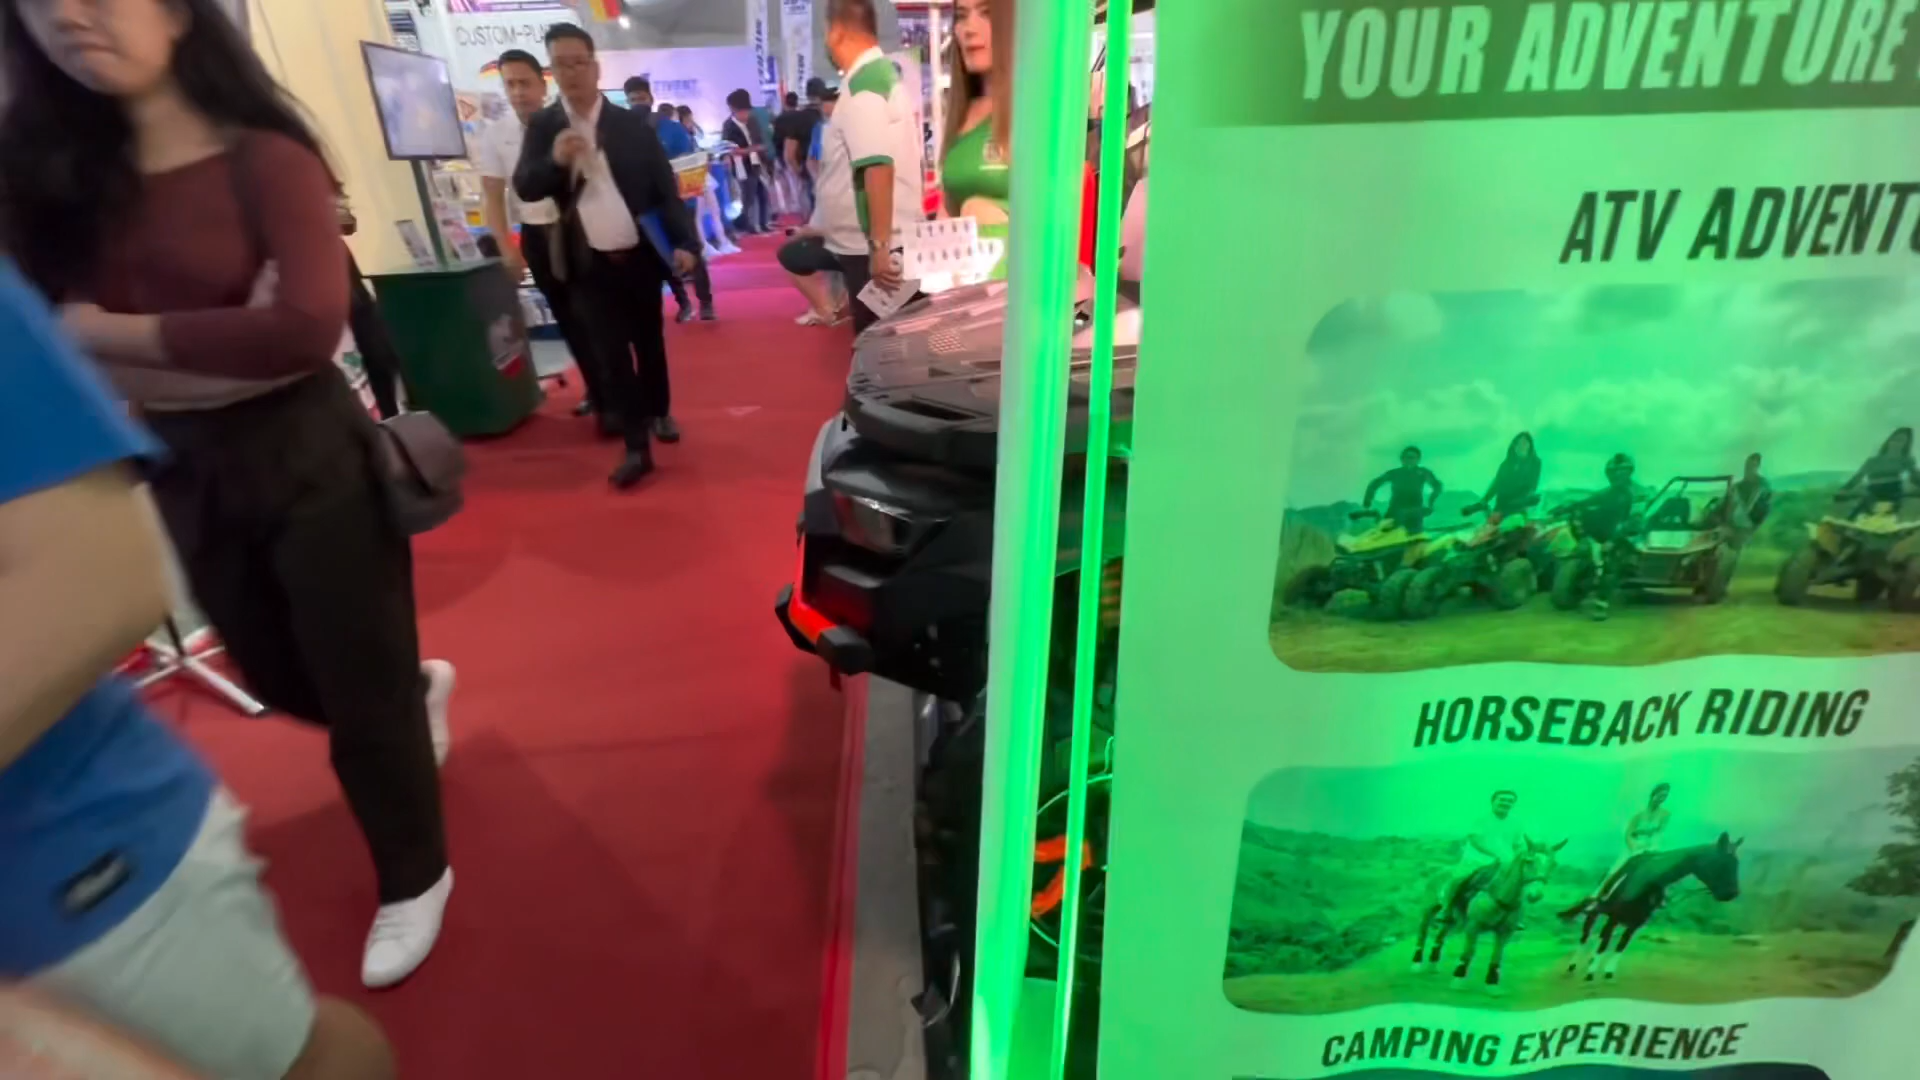 CUSTOM-PLA
YOUR ADVENTURE
ATV ADVENTU
HORSEBACK RIDING
CAMPING EXPERIENCE